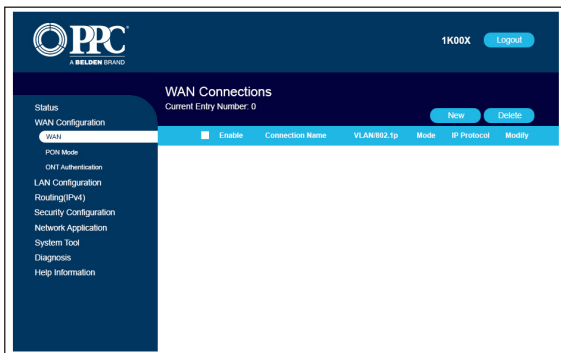 PPC
A BELDEN BRAND
1K00X Logout
WAN Connections
Current Entry Number: 0
New Delete
Enable Connection Name VLAN/802.1p Mode IP Protocol Modify
Status
WAN Configuration
WAN
PON Mode
ONT Authentication
LAN Configuration
Routing(IPv4)
Security Configuration
Network Application
System Tool
Diagnosis
Help Information